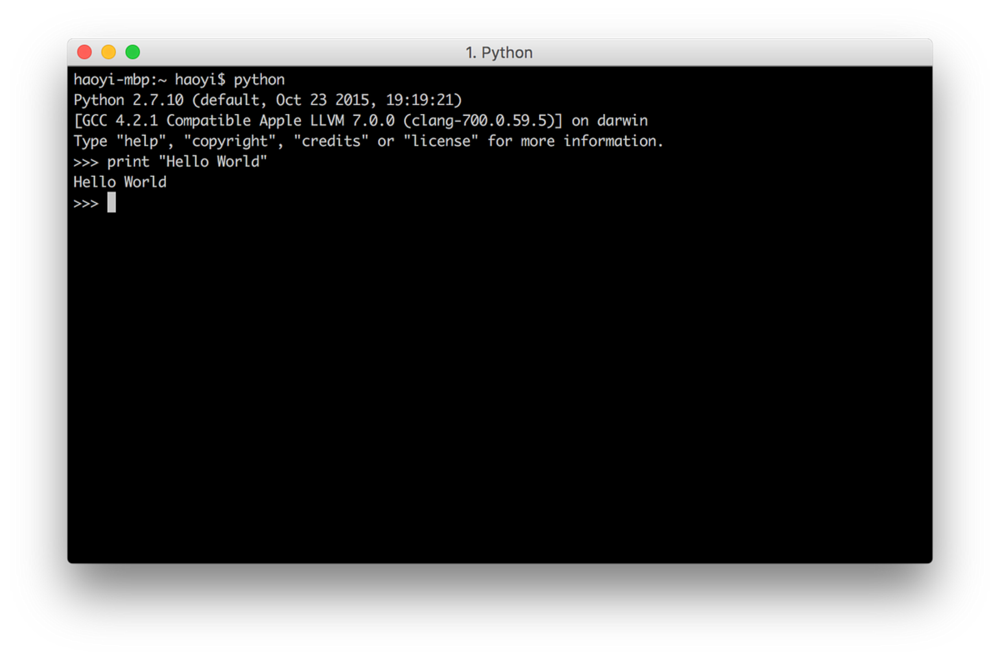 1. Python
haoyi-mbp:~ haoyi$ python
Python 2.7.10 (default, Oct 23 2015, 19:19:21)
[GCC 4.2.1 Compatible Apple LLVM 7.0.0 (clang-700.0.59.5)] on darwin
Type "help", "copyright", "credits" or "license" for more information.
>>> print "Hello World"
Hello World
>>>